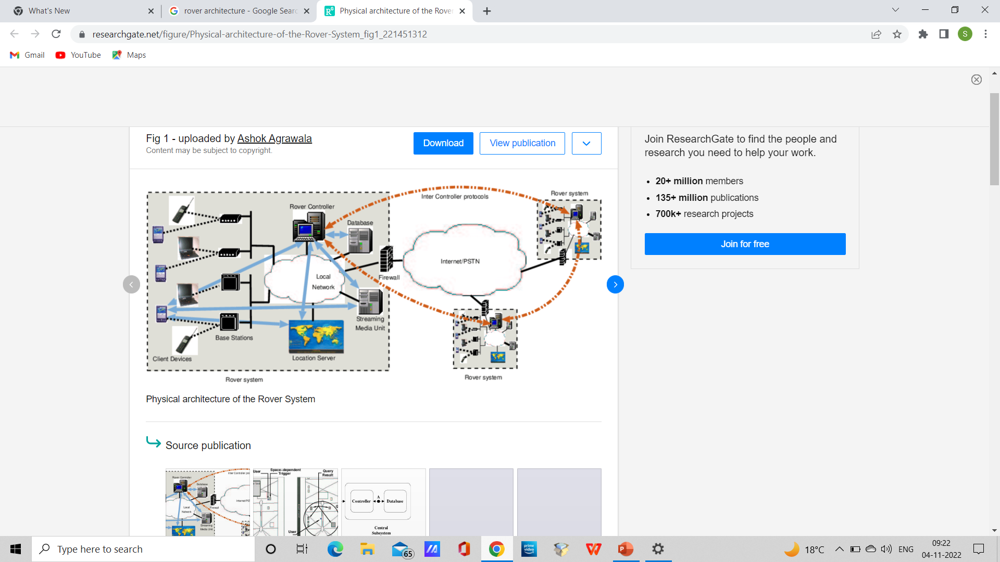 What's New
rover architecture - Google Searc
Physical architecture of the Rove
researchgate.net/figure/Physical-architecture-of-the-Rover-System_fig1_221451312
S
Gmail
YouTube
Maps
Fig 1 - uploaded by Ashok Agrawala
Content may be subject to copyright.
Download
View publication
Join ResearchGate to find the people and
research you need to help your work.
20+ million members
135+ million publications
700k+ research projects
Join for free
Inter Controller protocols
Rover system
Rover Controller
Database
Internet/PSTN
Local
Network
Firewall
Streaming
Media Unit
Base Stations
Location Server
Client Devices
Rover system
Rover system
Physical architecture of the Rover System
Source publication
Rover Controller
Inter Controller pro
Database
Local
Network
Firewall
Internet/PS
Streaming
Media Unit
User
Space-dependent
Trigger
Query
Result
User
Controller
A
Database
Central
Subsystem
Type here to search
65
prime
video
18°C
ENG
09:22
04-11-2022